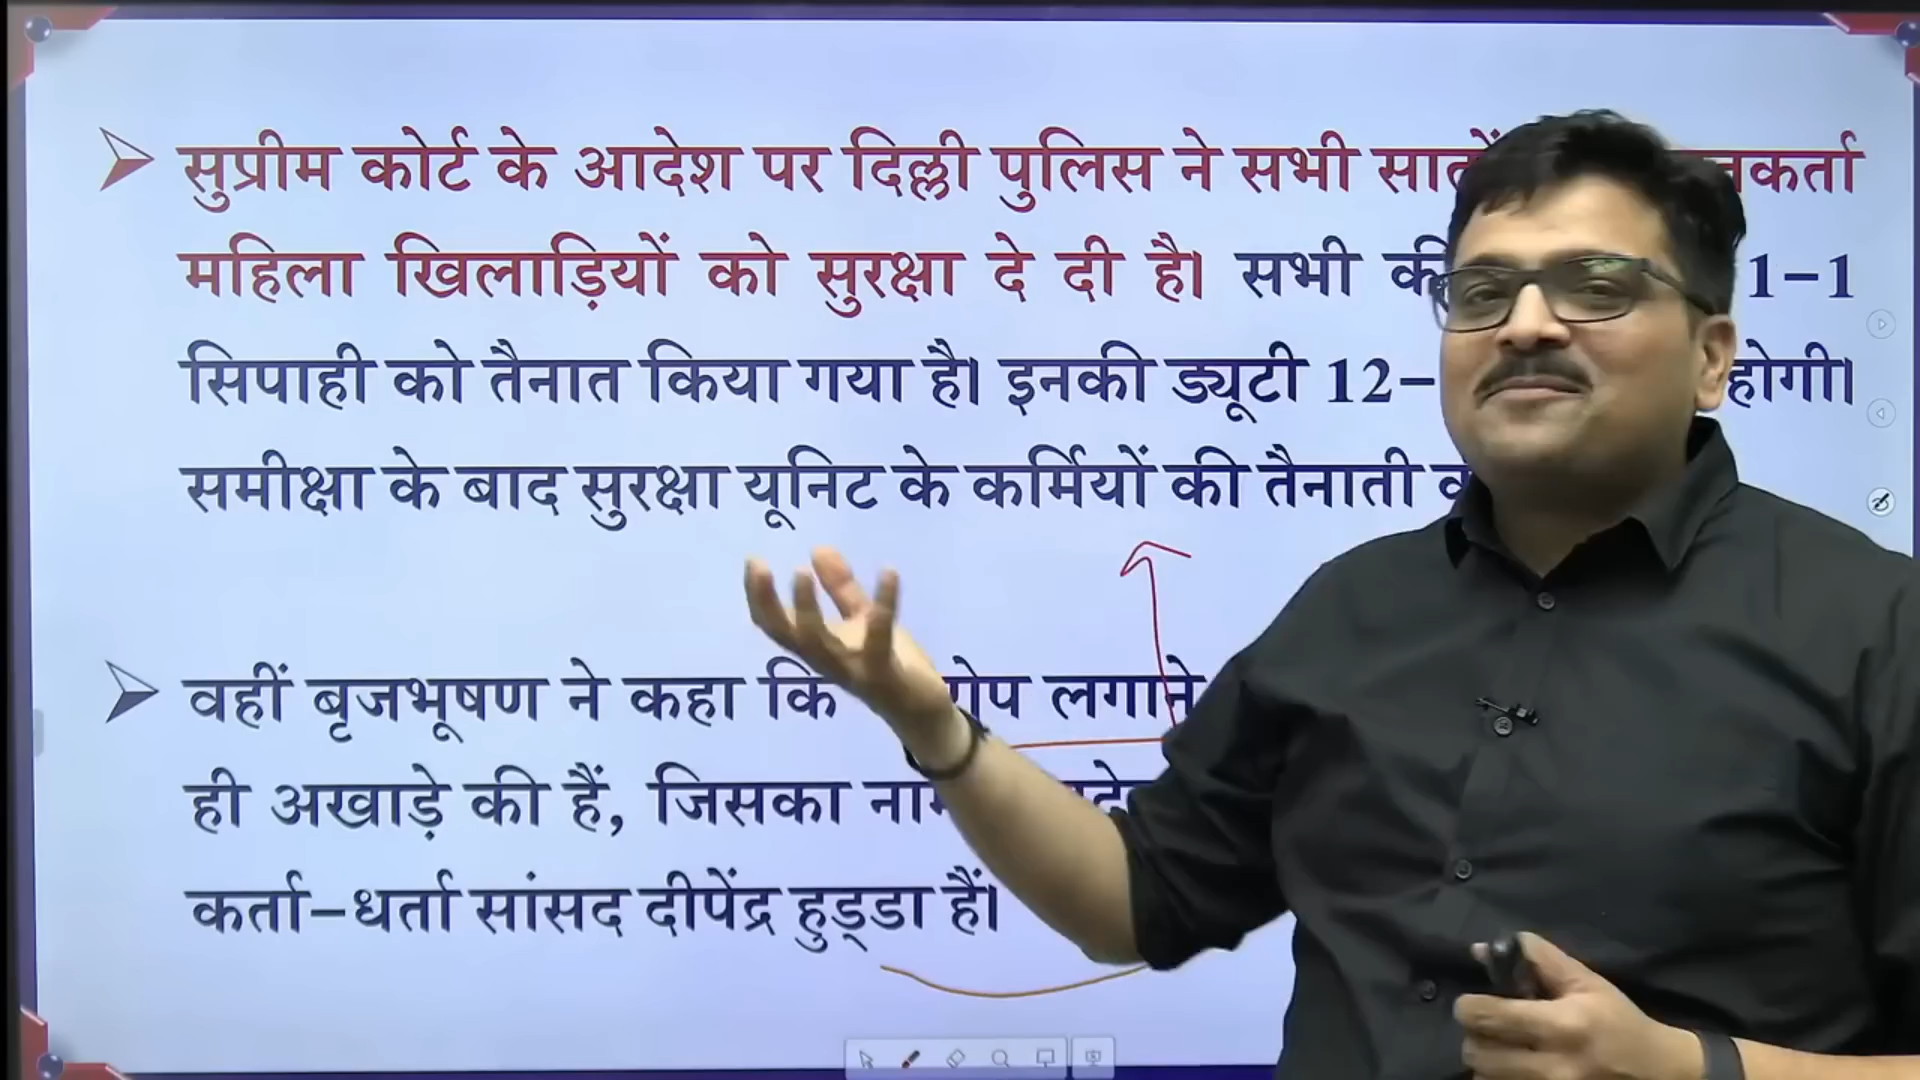 सुप्रीम कोर्ट के आदेश पर दिल्ली पुलिस ने सभी
महिला खिलाड़ियों को सुरक्षा दे दी है। सभी की 1-1
सिपाही को तैनात किया गया है। इनकी ड्यूटी 12- होगी।
समीक्षा के बाद सुरक्षा यूनिट के कर्मियों की तैनाती
वहीं बृजभूषण ने कहा कि लगाने
ही अखाड़े की हैं, जिसका नाम
कर्ता-धर्ता सांसद दीपेंद्र हुड्डा हैं।